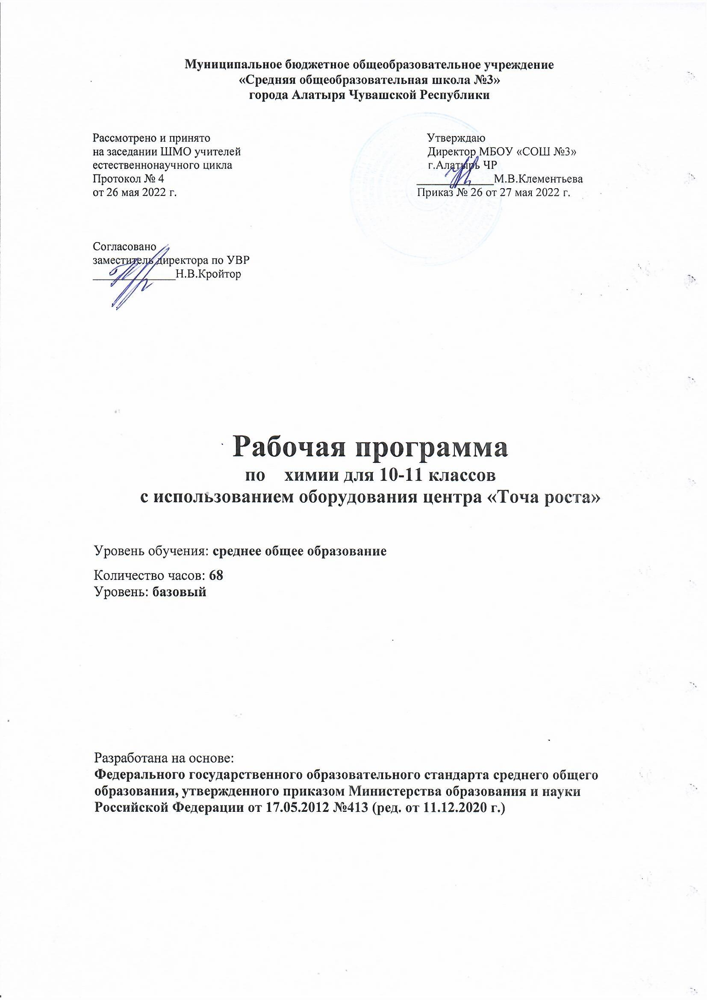 Муниципальное бюджетное общеобразовательное учреждение
«Средняя общеобразовательная школа №3»
города Алатыря Чувашской Республики
Рассмотрено и принято
на заседании ШМО учителей
естественнонаучного цикла
Протокол № 4
от 26 мая 2022 г.
Утверждаю
Директор МБОУ «СОШ №3»
г.Алатырь ЧР
______________М.В.Клементьева
Приказ № 26 от 27 мая 2022 г.
Согласовано
заместитель директора по УВР
_______________Н.В.Кройтор
Рабочая программа
по химии для 10-11 классов
с использованием оборудования центра «Точа роста»
Уровень обучения: среднее общее образование
Количество часов: 68
Уровень: базовый
Разработана на основе:
Федерального государственного образовательного стандарта среднего общего
образования, утвержденного приказом Министерства образования и науки
Российской Федерации от 17.05.2012 №413 (ред. от 11.12.2020 г.)